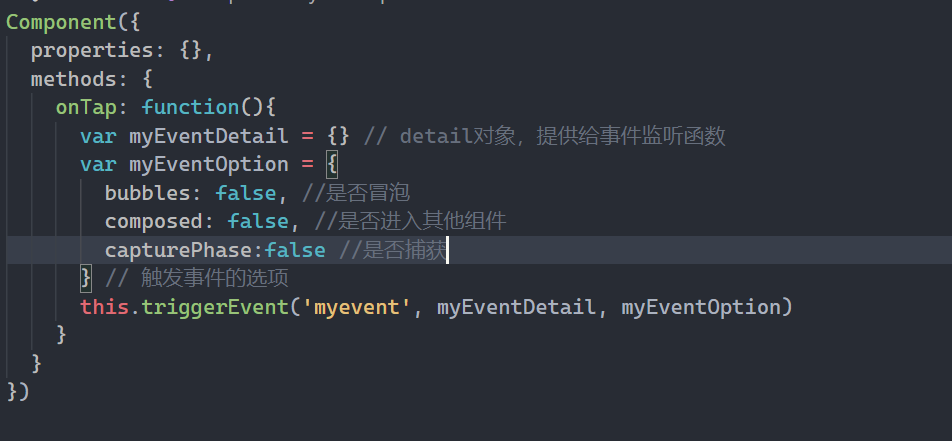 Component({
  properties: {},
  methods: {
    onTap: function(){
      var myEventDetail = {} // detail对象，提供给事件监听函数
      var myEventOption = {
        bubbles: false, //是否冒泡
        composed: false, //是否进入其他组件
        capturePhase:false //是否捕获
      } // 触发事件的选项
      this.triggerEvent('myevent', myEventDetail, myEventOption)
    }
  }
})